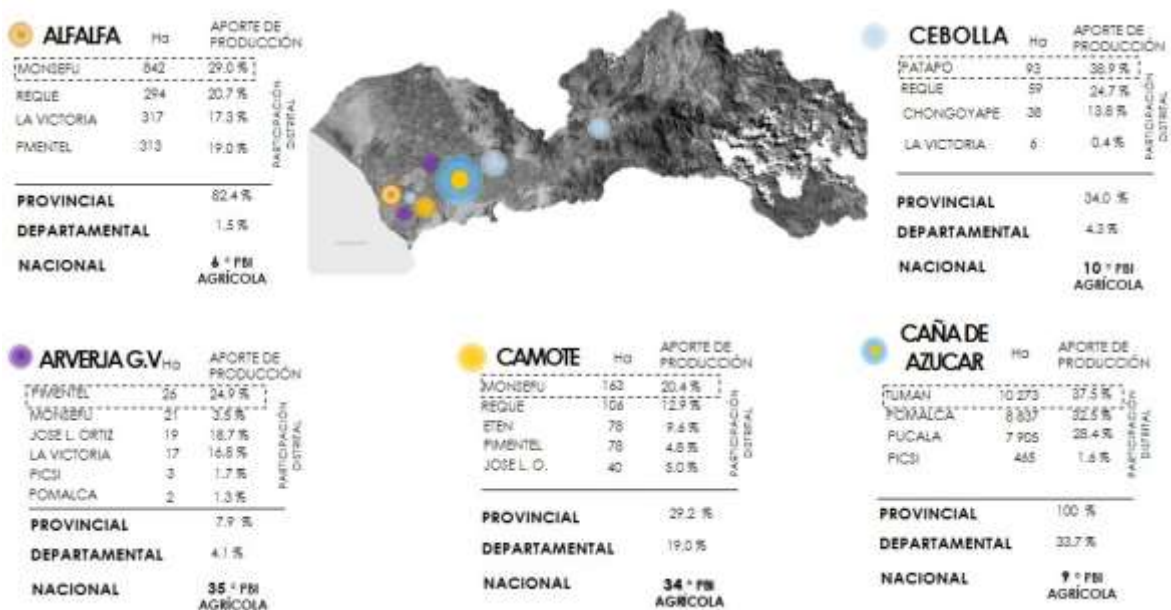 ALFALFA Ha APORTE DE PRODUCCIÓN
MONSEFU 842 29.0 %
REQUE 294 20.7 %
LA VICTORIA 317 17.3 %
PIMENTEL 313 19.0 %
PARTICIPACIÓN DISTRITAL
PROVINCIAL 82.4 %
DEPARTAMENTAL 1.5 %
NACIONAL 6 ° PBI AGRÍCOLA
CEBOLLA Ha APORTE DE PRODUCCIÓN
PATAPO 93 38.9 %
REQUE 59 24.7 %
CHONGOYAPE 38 13.8 %
LA VICTORIA 6 0.4 %
PARTICIPACIÓN DISTRITAL
PROVINCIAL 34.0 %
DEPARTAMENTAL 4.3 %
NACIONAL 10 ° PBI AGRÍCOLA
ARVERJA G.V Ha APORTE DE PRODUCCIÓN
PIMENTEL 26 24.9 %
MONSEFU 21 3.5 %
JOSE L. ORTIZ 19 18.7 %
LA VICTORIA 17 16.8 %
PICSI 3 1.7 %
POMALCA 2 1.3 %
PARTICIPACIÓN DISTRITAL
PROVINCIAL 7.9 %
DEPARTAMENTAL 4.1 %
NACIONAL 35 ° PBI AGRÍCOLA
CAMOTE Ha APORTE DE PRODUCCIÓN
MONSEFU 163 20.4 %
REQUE 106 12.9 %
ETEN 78 9.6 %
PIMENTEL 78 4.8 %
JOSE L. O. 40 5.0 %
PARTICIPACIÓN DISTRITAL
PROVINCIAL 29.2 %
DEPARTAMENTAL 19.0 %
NACIONAL 34 ° PBI AGRÍCOLA
CAÑA DE AZUCAR Ha APORTE DE PRODUCCIÓN
TUMAN 10 273 37.5 %
POMALCA 8 837 32.5 %
PUCALA 7 905 28.4 %
PICSI 465 1.6 %
PARTICIPACIÓN DISTRITAL
PROVINCIAL 100 %
DEPARTAMENTAL 33.7 %
NACIONAL 9 ° PBI AGRÍCOLA